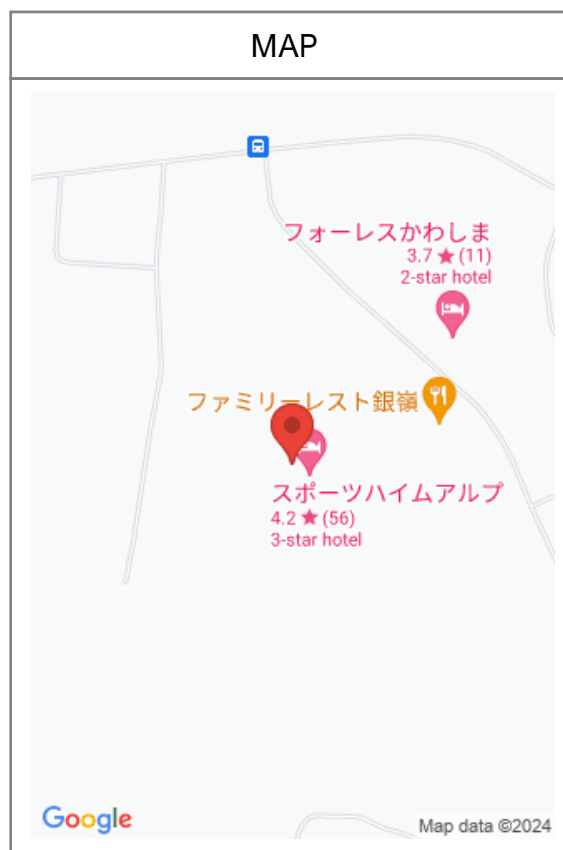 MAP
フォーレスかわしま
3.7 ★ (11)
2-star hotel
ファミリーレスト銀嶺
スポーツハイムアルプ
4.2 ★ (56)
3-star hotel
Google
Map data ©2024